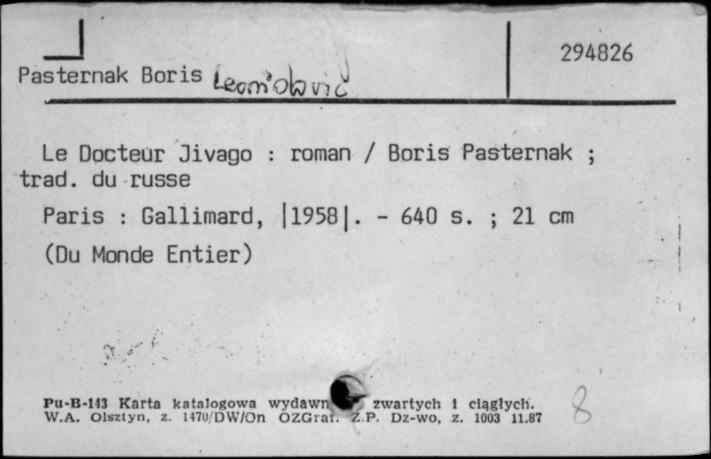 294826
Pasternak Boris Leonidovič
Le Docteur Jivago : roman / Boris Pasternak ;
trad. du russe
Paris : Gallimard, |1958|. - 640 s. ; 21 cm
(Du Monde Entier)
Pu-B-143 Karta katalogowa wydawn zwartych i ciągłych.
W.A. Olsztyn, z. 1470/DW/On OZGraf. Z.P. Dz-wo, z. 1003 11.87
8